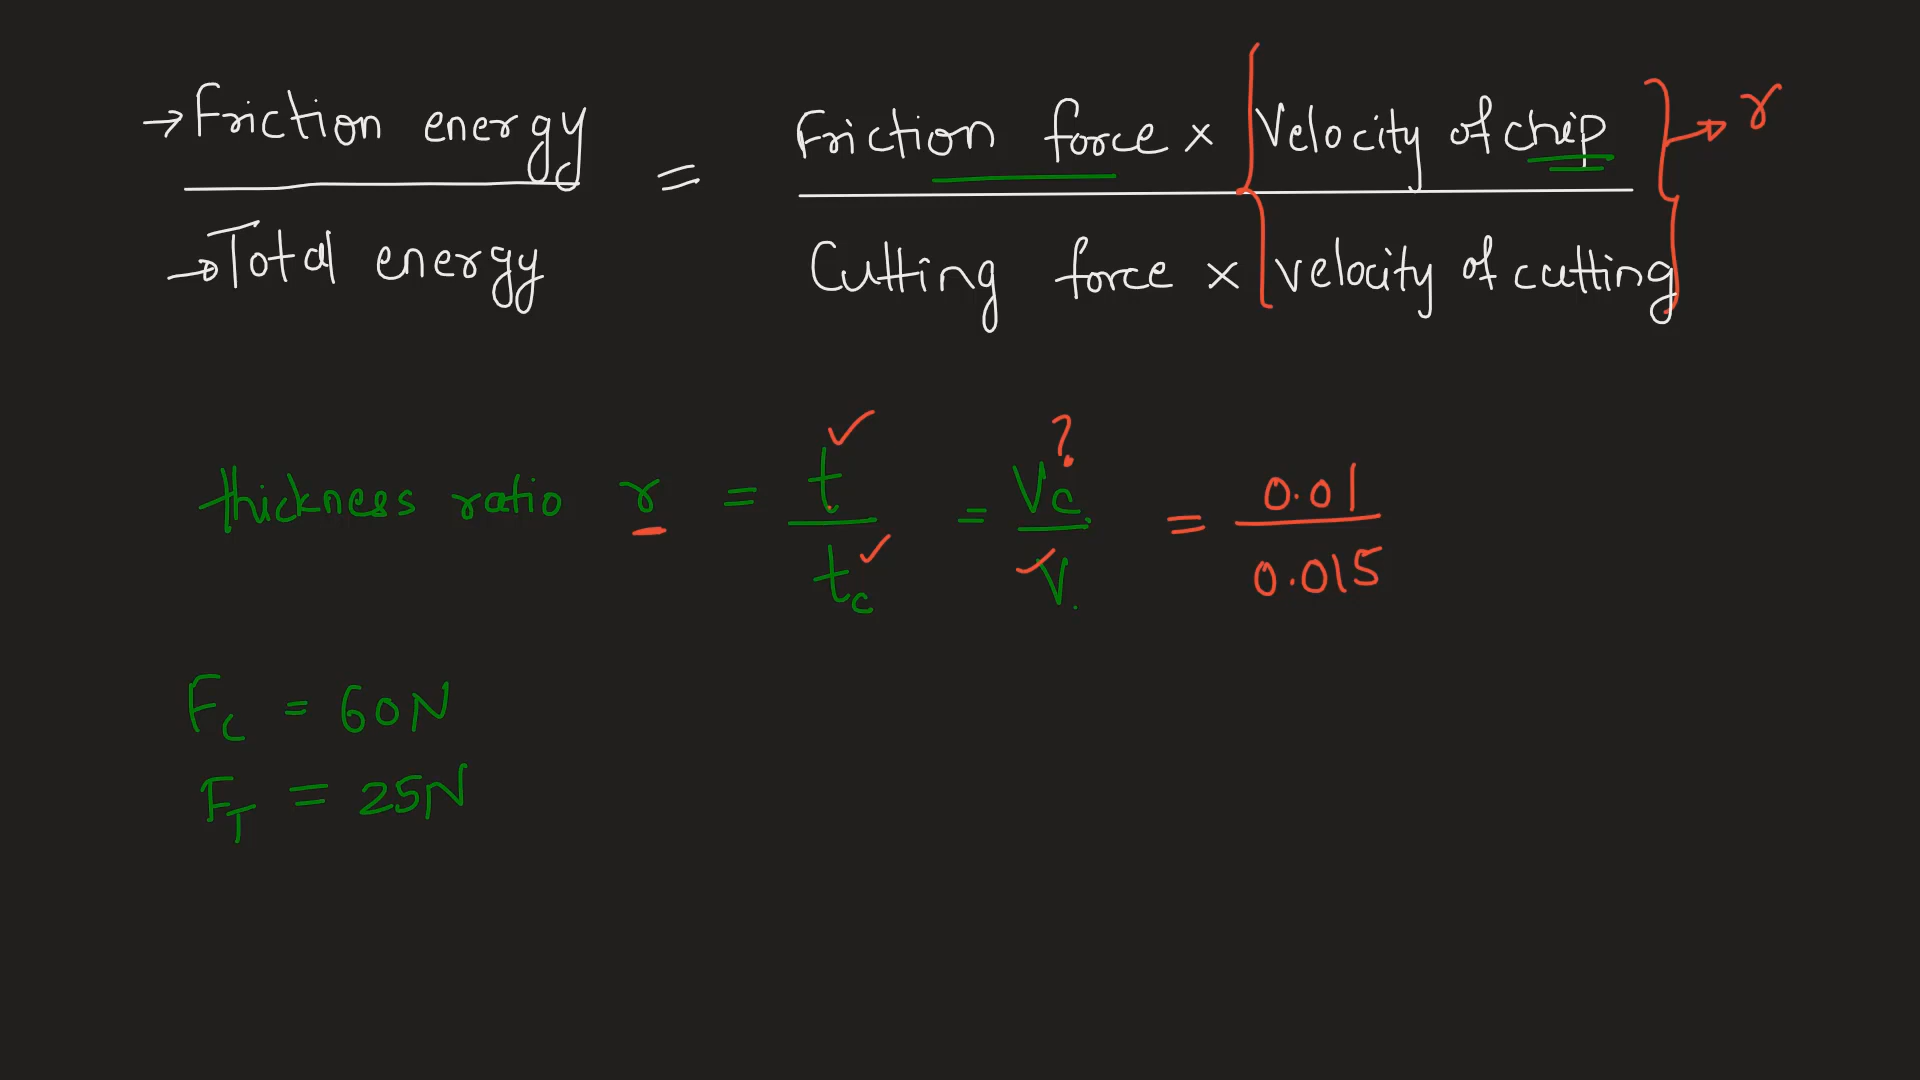 →Friction energy = Friction force × Velocity of chip → r
→Total energy Cutting force × velocity of cutting
thickness ratio r = t / tc = Vc ? / V = 0.01 / 0.015
Fc = 60N
FT = 25N